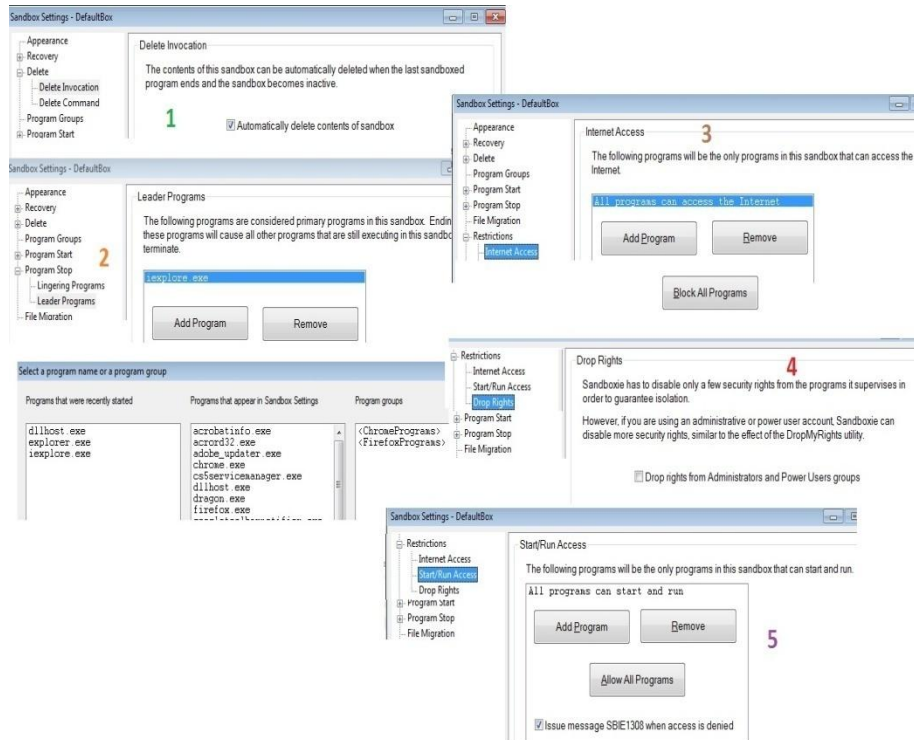 Sandbox Settings - DefaultBox
Appearance
Recovery
Delete
Delete Invocation
Delete Command
Program Groups
Program Start
Delete Invocation
The contents of this sandbox can be automatically deleted when the last sandboxed
program ends and the sandbox becomes inactive.
1
Automatically delete contents of sandbox
Sandbox Settings - DefaultBox
Appearance
Recovery
Delete
Program Groups
Program Start
Program Stop
Lingering Programs
Leader Programs
File Migration
2
Leader Programs
The following programs are considered primary programs in this sandbox. Endin
these programs will cause all other programs that are still executing in this sandbo
terminate.
iexplore.exe
Add Program
Remove
Sandbox Settings - DefaultBox
Appearance
Recovery
Delete
Program Groups
Program Start
Program Stop
File Migration
Restrictions
Internet Access
Internet Access
3
The following programs will be the only programs in this sandbox that can access the
Internet.
All programs can access the Internet
Add Program
Remove
Block All Programs
Select a program name or a program group
Programs that were recently started
dllhost.exe
explorer.exe
iexplore.exe
Programs that appear in Sandbox Settings
acrobatinfo.exe
acrord32.exe
adobe_updater.exe
chrome.exe
cs5servicemanager.exe
dllhost.exe
dragon.exe
firefox.exe
Program groups
<ChromePrograms>
<FirefoxPrograms>
Restrictions
Internet Access
Start/Run Access
Drop Rights
Program Start
Program Stop
File Migration
Drop Rights
4
Sandboxie has to disable only a few security rights from the programs it supervises in
order to guarantee isolation.
However, if you are using an administrative or power user account, Sandboxie can
disable more security rights, similar to the effect of the DropMyRights utility.
Drop rights from Administrators and Power Users groups
Sandbox Settings - DefaultBox
Restrictions
Internet Access
Start/Run Access
Drop Rights
Program Start
Program Stop
File Migration
Start/Run Access
The following programs will be the only programs in this sandbox that can start and run.
All programs can start and run
Add Program
Remove
5
Allow All Programs
Issue message SBIE1308 when access is denied